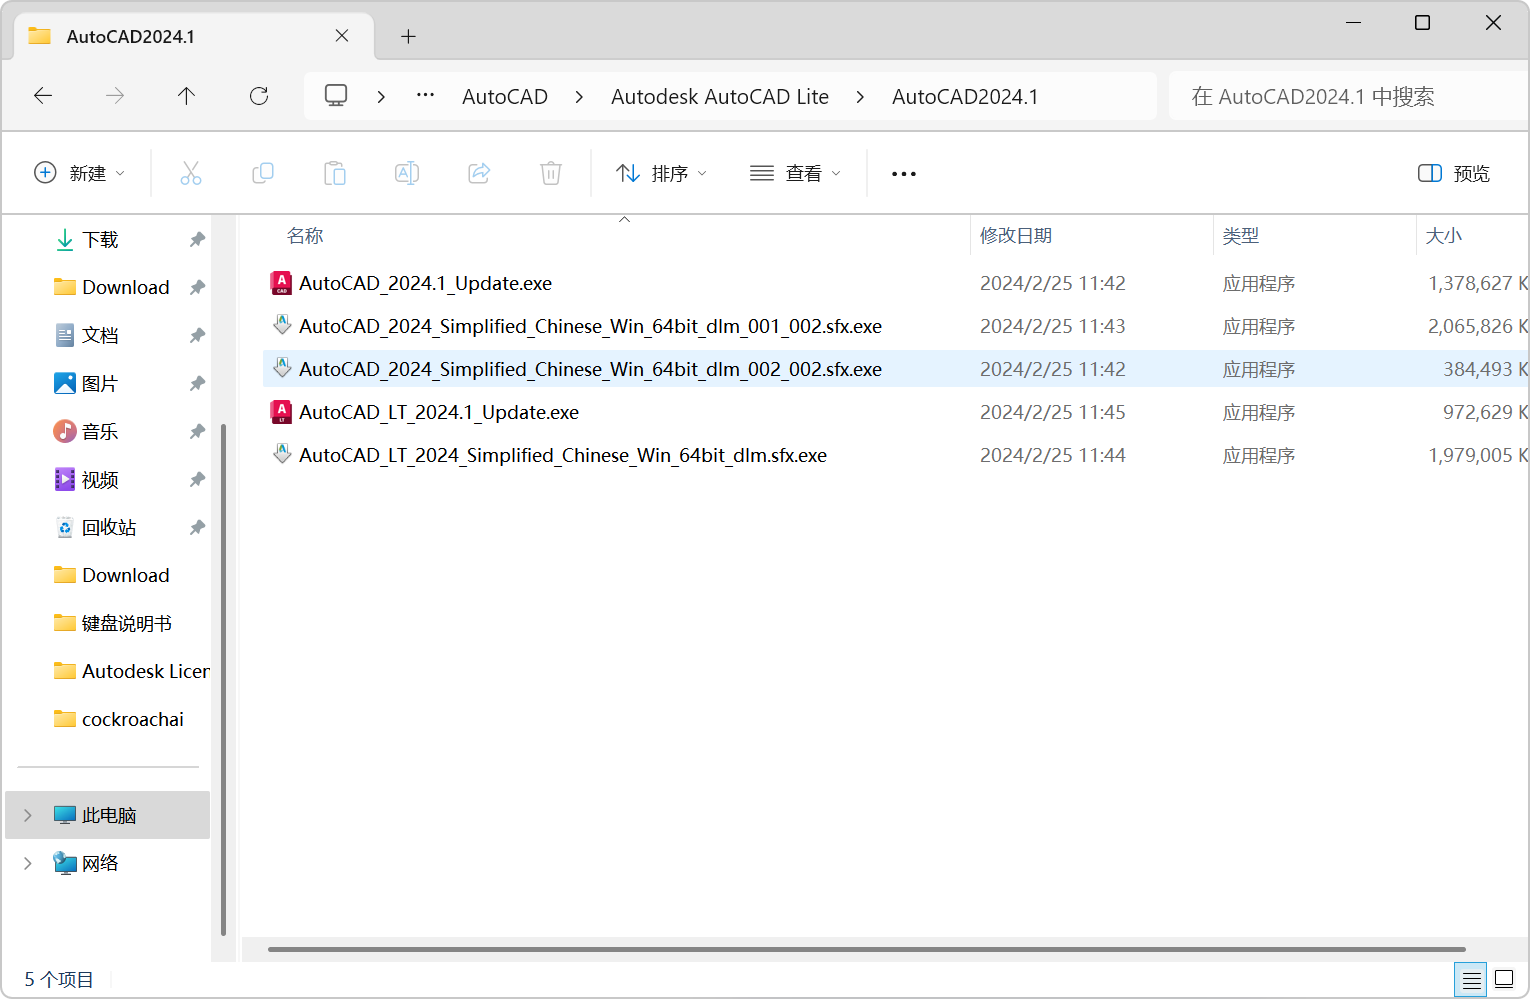 AutoCAD2024.1
AutoCAD Autodesk AutoCAD Lite AutoCAD2024.1 在 AutoCAD2024.1 中搜索
新建 排序 查看 预览
名称 修改日期 类型 大小
AutoCAD_2024.1_Update.exe 2024/2/25 11:42 应用程序 1,378,627 K
AutoCAD_2024_Simplified_Chinese_Win_64bit_dlm_001_002.sfx.exe 2024/2/25 11:43 应用程序 2,065,826 K
AutoCAD_2024_Simplified_Chinese_Win_64bit_dlm_002_002.sfx.exe 2024/2/25 11:42 应用程序 384,493 K
AutoCAD_LT_2024.1_Update.exe 2024/2/25 11:45 应用程序 972,629 K
AutoCAD_LT_2024_Simplified_Chinese_Win_64bit_dlm.sfx.exe 2024/2/25 11:44 应用程序 1,979,005 K
下载
Download
文档
图片
音乐
视频
回收站
Download
键盘说明书
Autodesk Licen
cockroachai
此电脑
网络
5 个项目